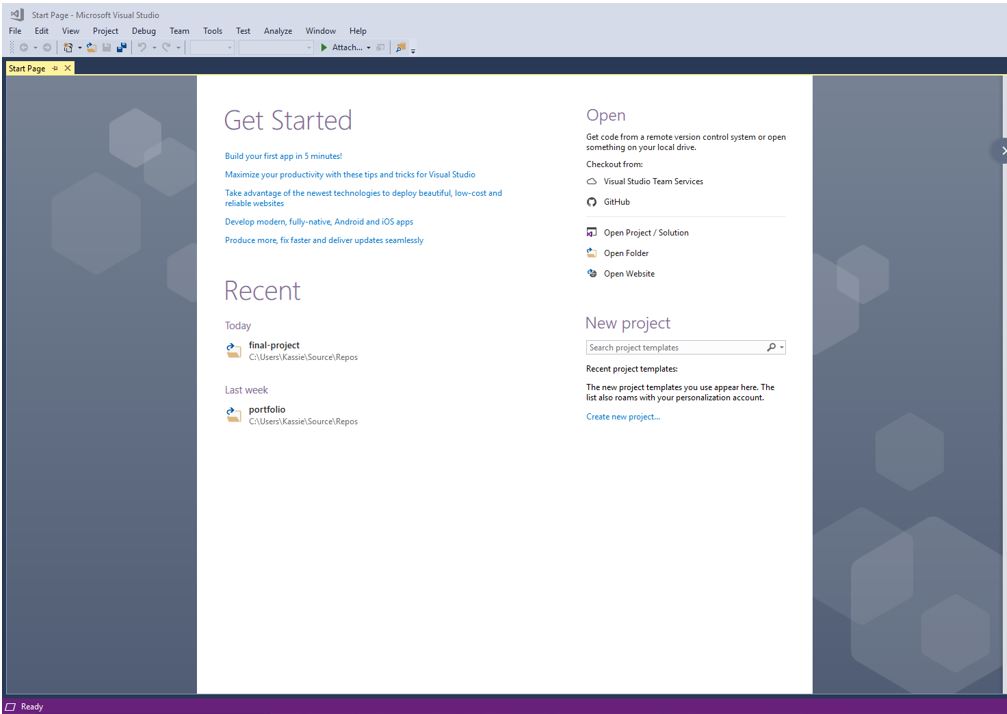 Start Page - Microsoft Visual Studio
File Edit View Project Debug Team Tools Test Analyze Window Help
Attach...
Start Page
Get Started
Build your first app in 5 minutes!
Maximize your productivity with these tips and tricks for Visual Studio
Take advantage of the newest technologies to deploy beautiful, low-cost and
reliable websites
Develop modern, fully-native, Android and iOS apps
Produce more, fix faster and deliver updates seamlessly
Recent
Today
final-project
C:\Users\Kassie\Source\Repos
Last week
portfolio
C:\Users\Kassie\Source\Repos
Open
Get code from a remote version control system or open
something on your local drive.
Checkout from:
Visual Studio Team Services
GitHub
Open Project / Solution
Open Folder
Open Website
New project
Search project templates
Recent project templates:
The new project templates you use appear here. The
list also roams with your personalization account.
Create new project...
Ready